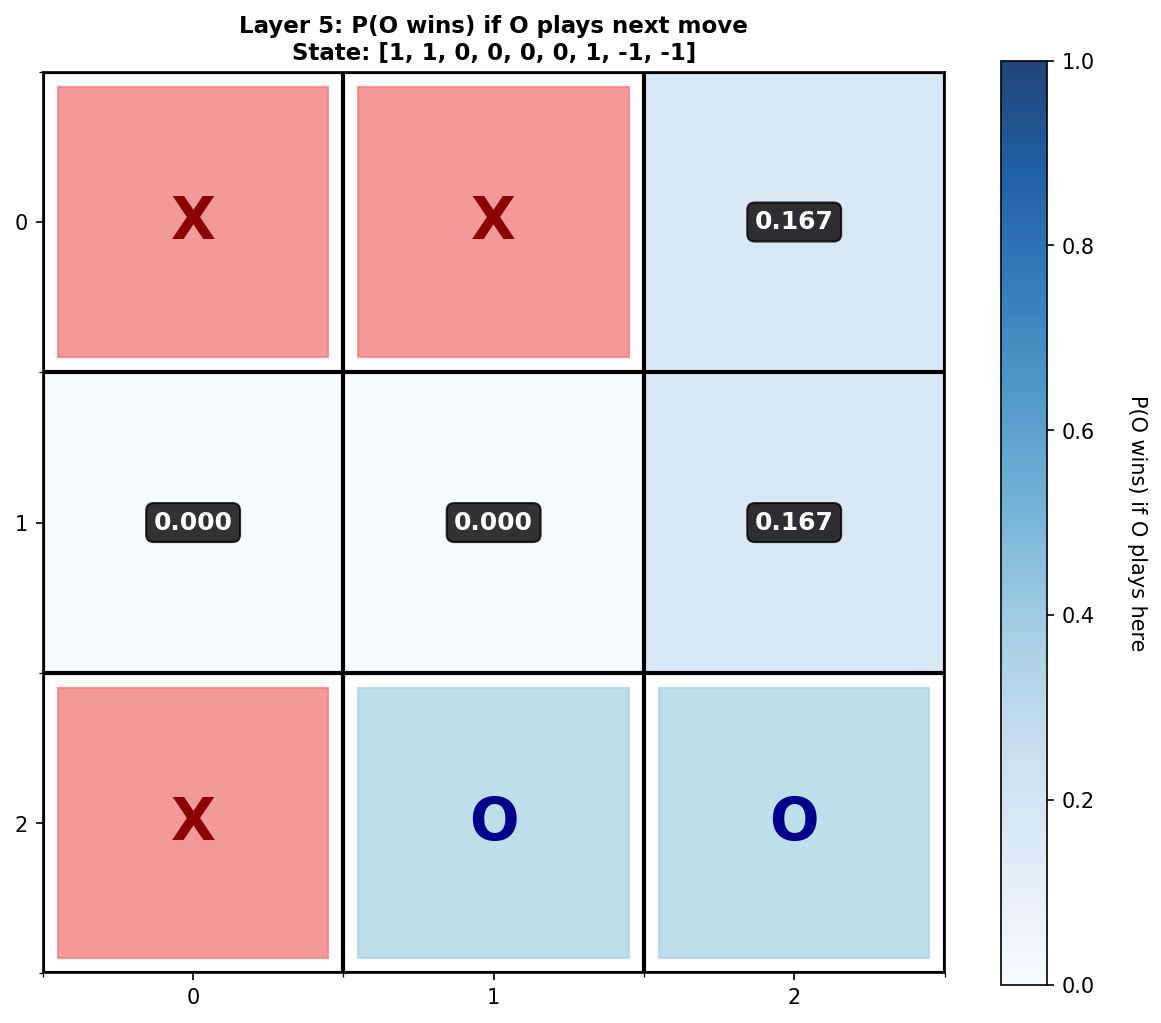 Layer 5: P(O wins) if O plays next move
State: [1, 1, 0, 0, 0, 0, 1, -1, -1]
X
X
0.167
0.000
0.000
0.167
X
O
O
0
1
2
0
1
2
1.0
0.8
0.6
0.4
0.2
0.0
P(O wins) if O plays here